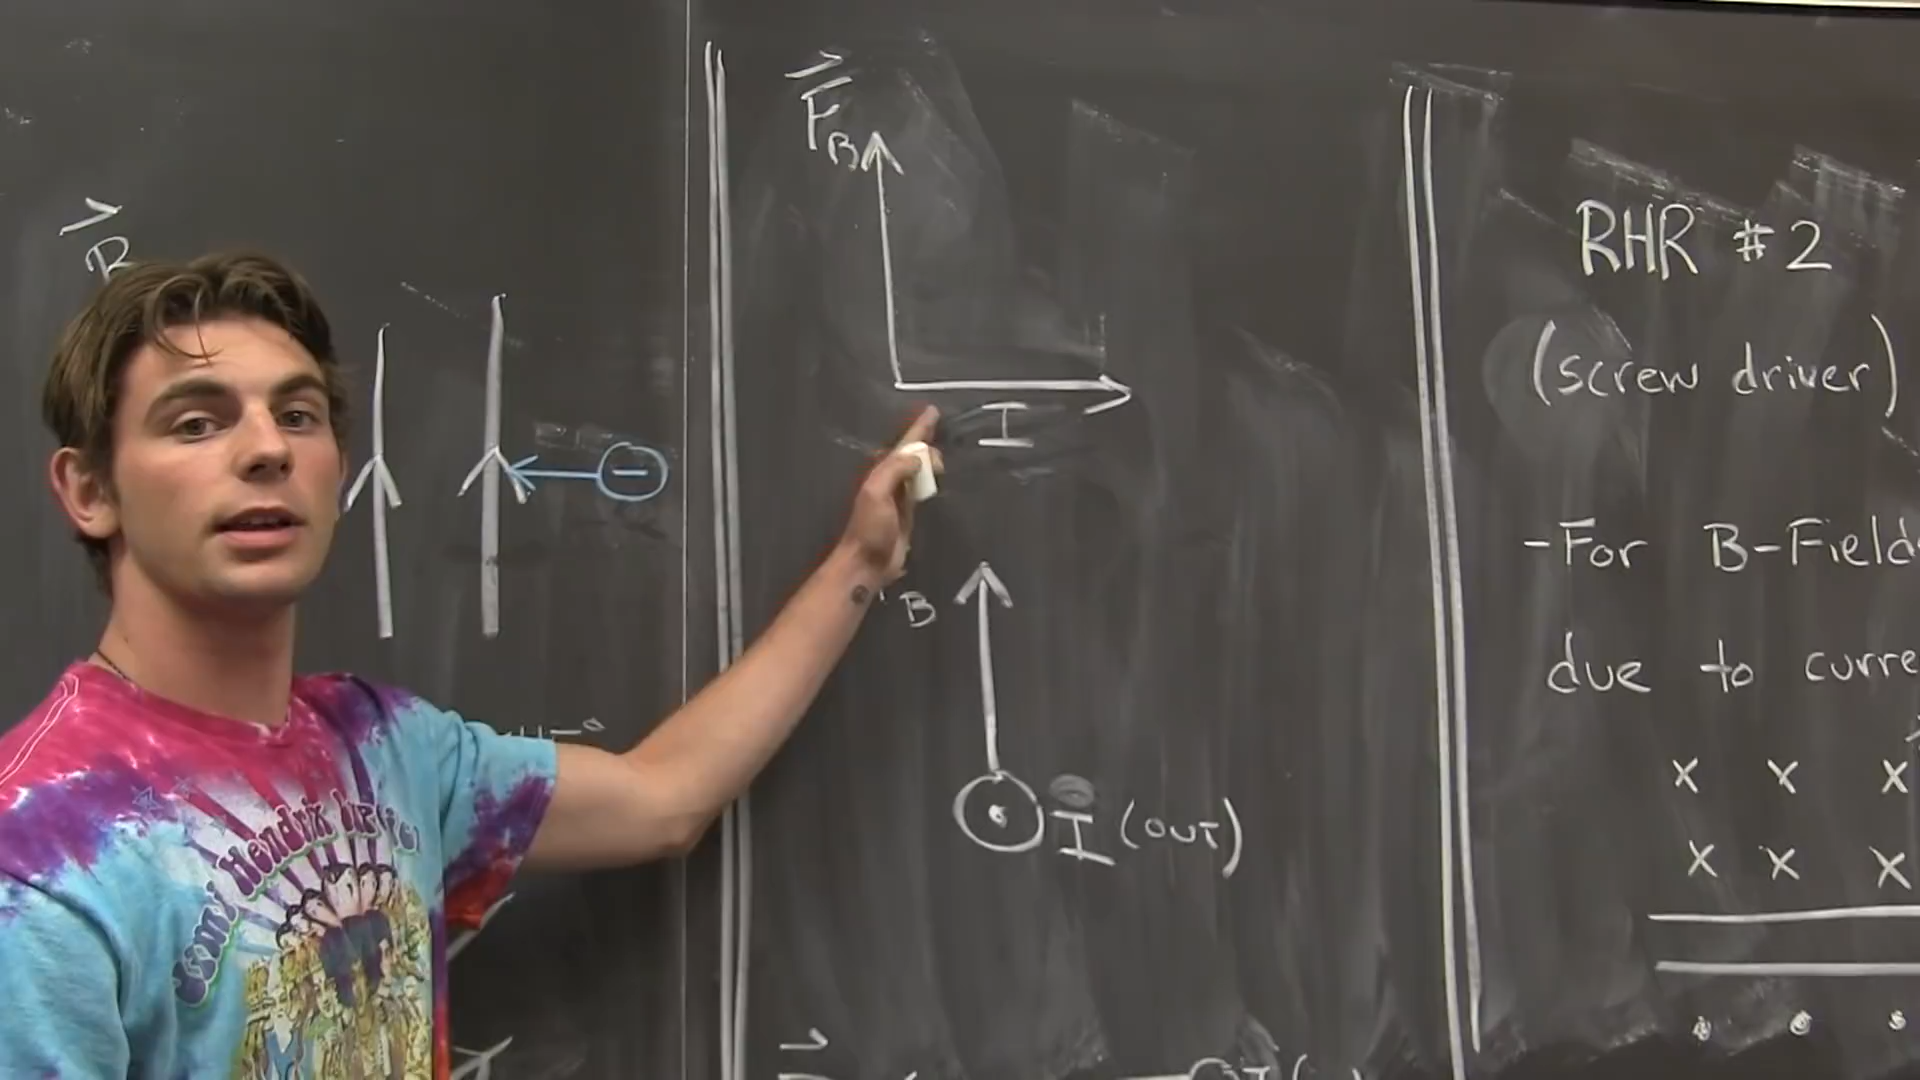 B
−
F_B
I
B
I (OUT)
I (
RHR #2
(screw driver)
-For B-Field
due to curre
x x x
x x x
Jimi Hendrix